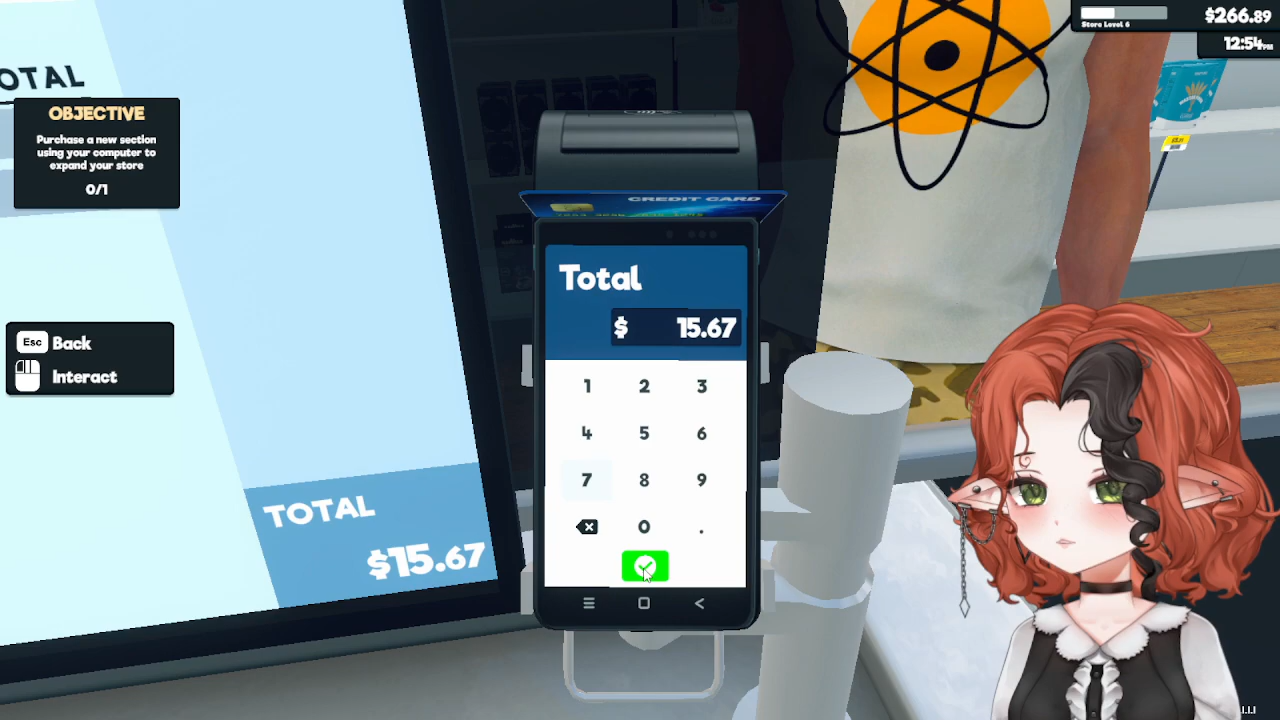 OTAL
OBJECTIVE
Purchase a new section
using your computer to
expand your store
0/1
Esc Back
Interact
TOTAL
$15.67
CREDIT CARD
Total
$ 15.67
1 2 3
4 5 6
7 8 9
0 .
$266.89
Store Level 6
12:54PM